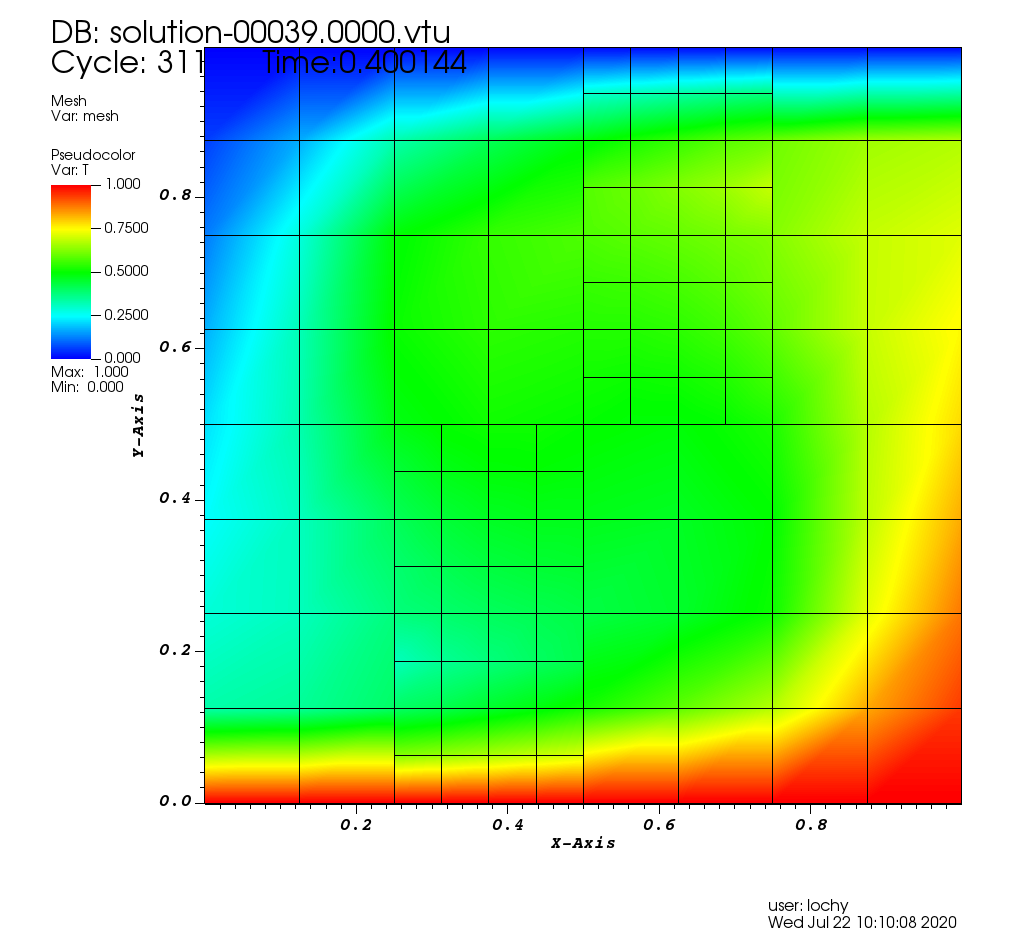 DB: solution-00039.0000.vtu
Cycle: 311 Time:0.400144
Mesh
Var: mesh
Pseudocolor
Var: T
1.000
0.7500
0.5000
0.2500
0.000
Max: 1.000
Min: 0.000
Y-Axis
0.8
0.6
0.4
0.2
0.0
0.2 0.4 0.6 0.8
X-Axis
user: lochy
Wed Jul 22 10:10:08 2020